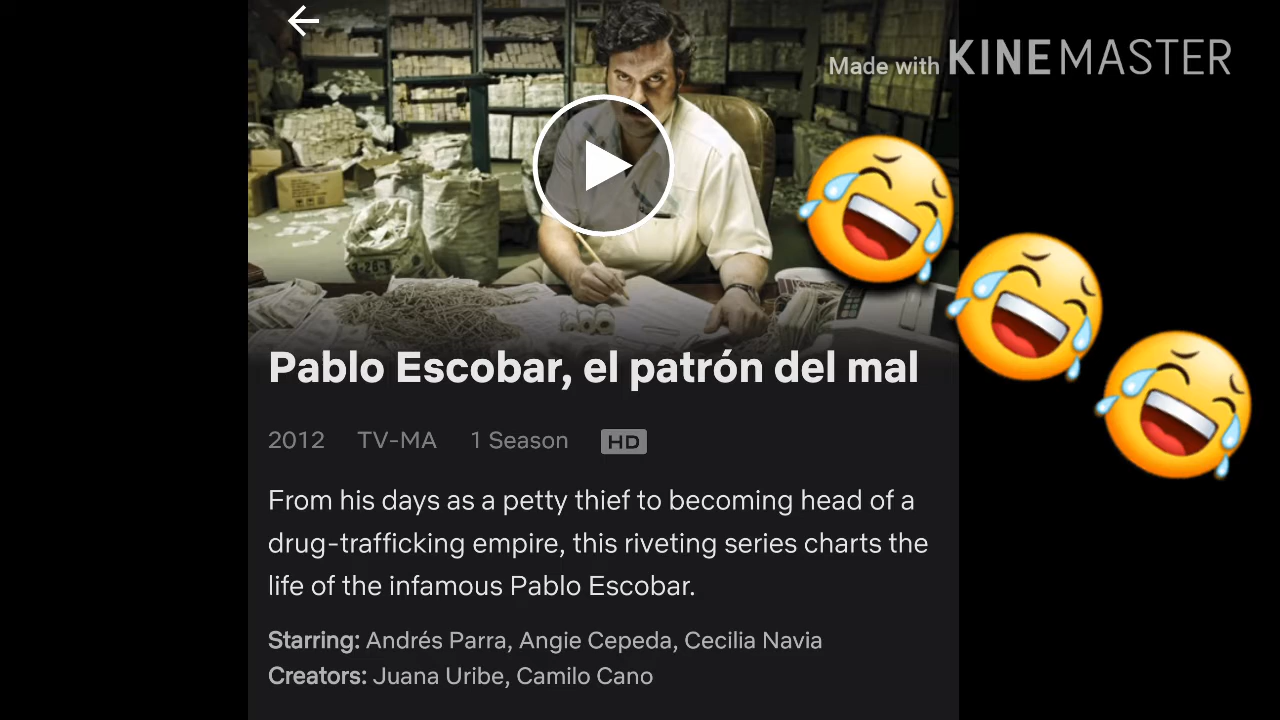 Made with KINEMASTER
Pablo Escobar, el patrón del mal
2012 TV-MA 1 Season HD
From his days as a petty thief to becoming head of a
drug-trafficking empire, this riveting series charts the
life of the infamous Pablo Escobar.
Starring: Andrés Parra, Angie Cepeda, Cecilia Navia
Creators: Juana Uribe, Camilo Cano